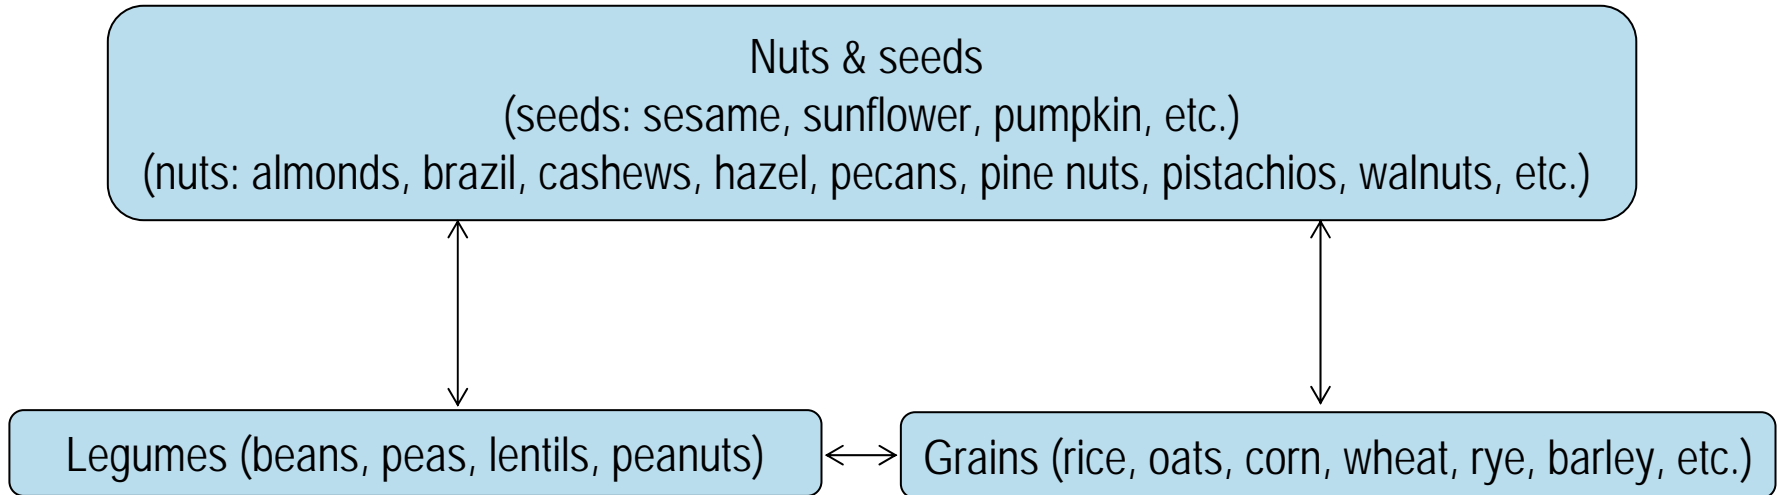 Nuts & seeds
(seeds: sesame, sunflower, pumpkin, etc.)
(nuts: almonds, brazil, cashews, hazel, pecans, pine nuts, pistachios, walnuts, etc.)
Legumes (beans, peas, lentils, peanuts)
Grains (rice, oats, corn, wheat, rye, barley, etc.)